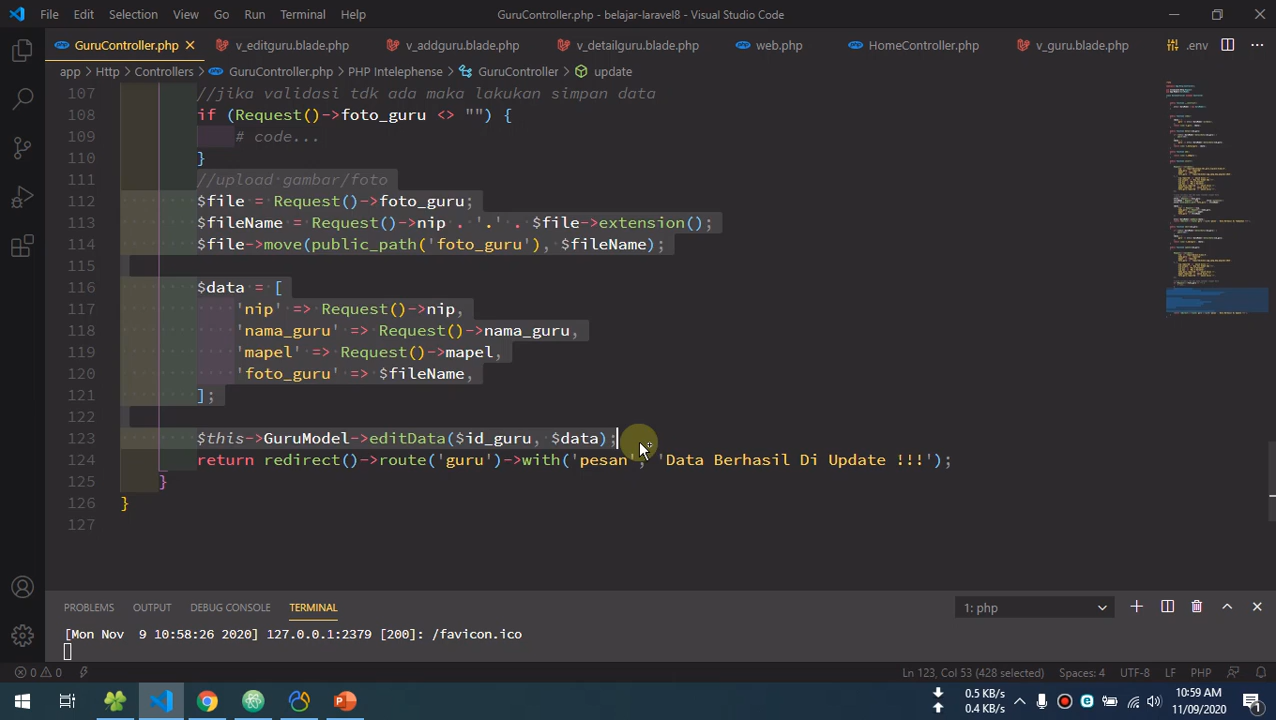 File Edit Selection View Go Run Terminal Help GuruController.php - belajar-laravel8 - Visual Studio Code
GuruController.php v_editguru.blade.php v_addguru.blade.php v_detailguru.blade.php web.php HomeController.php v_guru.blade.php .env
app > Http > Controllers > GuruController.php > PHP Intelephense > GuruController > update
107 //jika validasi tdk ada maka lakukan simpan data
108 if (Request()->foto_guru <> "") {
109 # code...
110 }
111 //upload gambar/foto
112 $file = Request()->foto_guru;
113 $fileName = Request()->nip . '.' . $file->extension();
114 $file->move(public_path('foto_guru'), $fileName);
115
116 $data = [
117 'nip' => Request()->nip,
118 'nama_guru' => Request()->nama_guru,
119 'mapel' => Request()->mapel,
120 'foto_guru' => $fileName,
121 ];
122
123 $this->GuruModel->editData($id_guru, $data);
124 return redirect()->route('guru')->with('pesan', 'Data Berhasil Di Update !!!');
125 }
126 }
127
PROBLEMS OUTPUT DEBUG CONSOLE TERMINAL 1: php
[Mon Nov  9 10:58:26 2020] 127.0.0.1:2379 [200]: /favicon.ico
0 0 Ln 123, Col 53 (428 selected) Spaces: 4 UTF-8 LF PHP
0.5 KB/s 10:59 AM
0.4 KB/s 11/09/2020 1